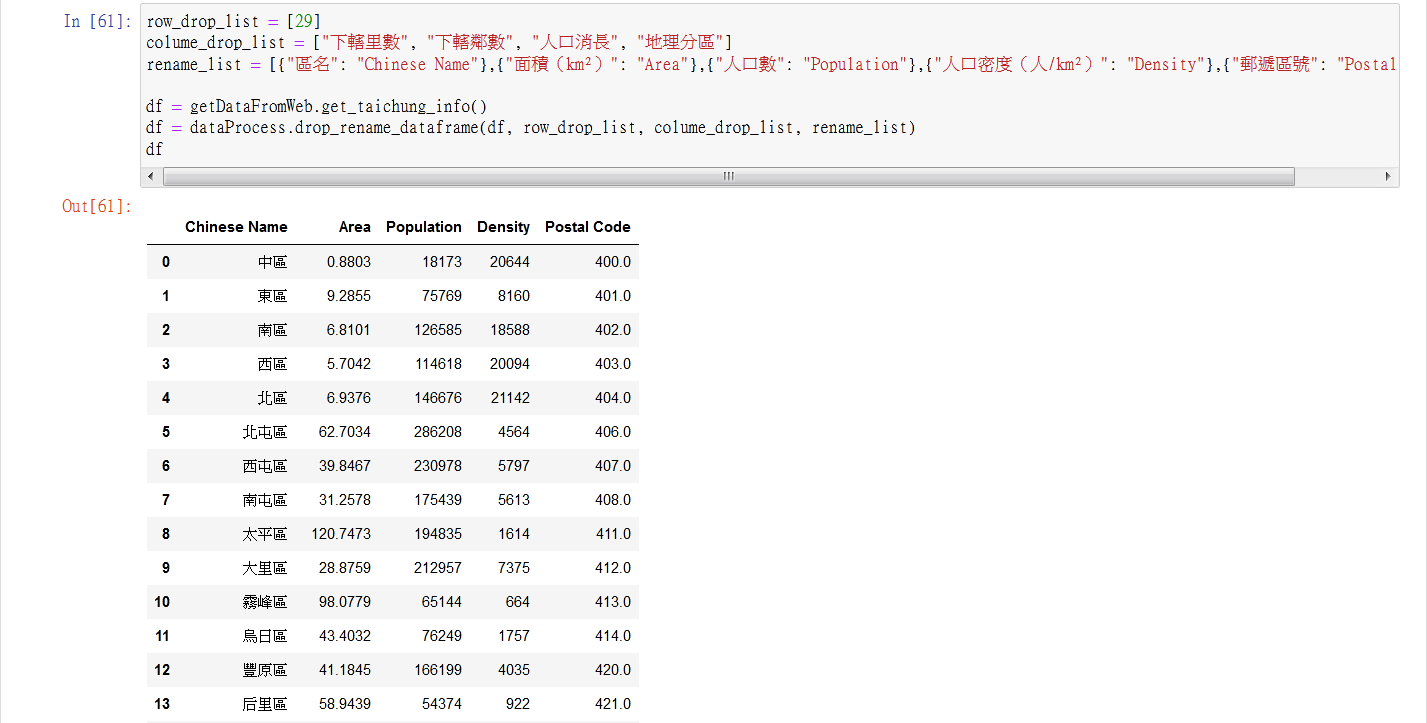 In [61]:
row_drop_list = [29]
colume_drop_list = ["下轄里數", "下轄鄰數", "人口消長", "地理分區"]
rename_list = [{"區名": "Chinese Name"},{"面積（km²）": "Area"},{"人口數": "Population"},{"人口密度（人/km²）": "Density"},{"郵遞區號": "Postal
df = getDataFromWeb.get_taichung_info()
df = dataProcess.drop_rename_dataframe(df, row_drop_list, colume_drop_list, rename_list)
df
Out[61]:
Chinese Name Area Population Density Postal Code
0 中區 0.8803 18173 20644 400.0
1 東區 9.2855 75769 8160 401.0
2 南區 6.8101 126585 18588 402.0
3 西區 5.7042 114618 20094 403.0
4 北區 6.9376 146676 21142 404.0
5 北屯區 62.7034 286208 4564 406.0
6 西屯區 39.8467 230978 5797 407.0
7 南屯區 31.2578 175439 5613 408.0
8 太平區 120.7473 194835 1614 411.0
9 大里區 28.8759 212957 7375 412.0
10 霧峰區 98.0779 65144 664 413.0
11 烏日區 43.4032 76249 1757 414.0
12 豐原區 41.1845 166199 4035 420.0
13 后里區 58.9439 54374 922 421.0